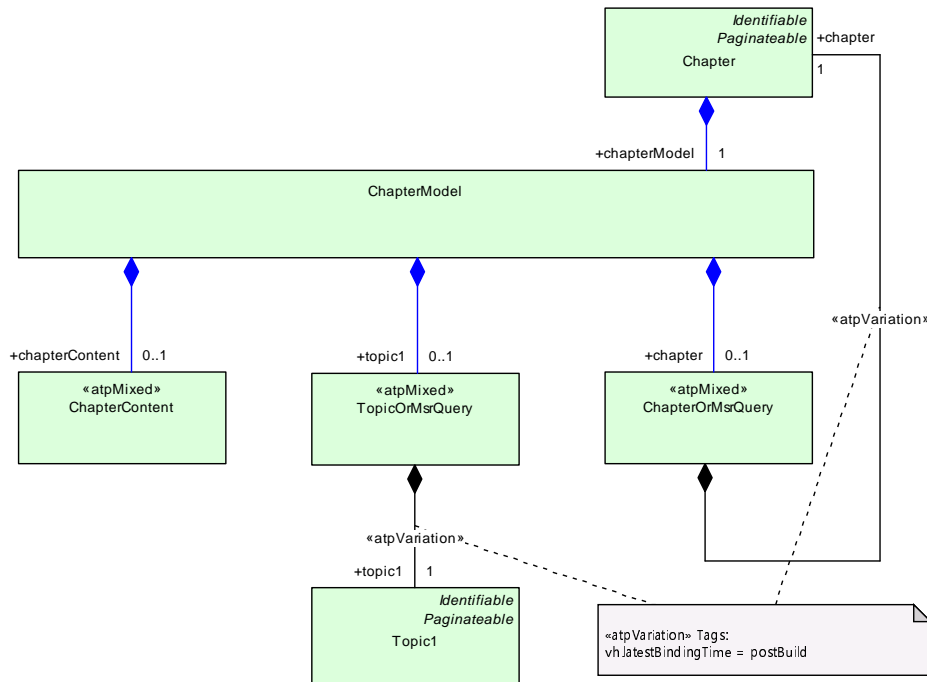 Identifiable
Paginateable
Chapter
+chapter
1
+chapterModel 1
ChapterModel
«atpVariation»
+chapterContent 0..1
+topic1 0..1
+chapter 0..1
«atpMixed»
ChapterContent
«atpMixed»
TopicOrMsrQuery
«atpMixed»
ChapterOrMsrQuery
«atpVariation»
+topic1 1
Identifiable
Paginateable
Topic1
«atpVariation» Tags:
vh.latestBindingTime = postBuild